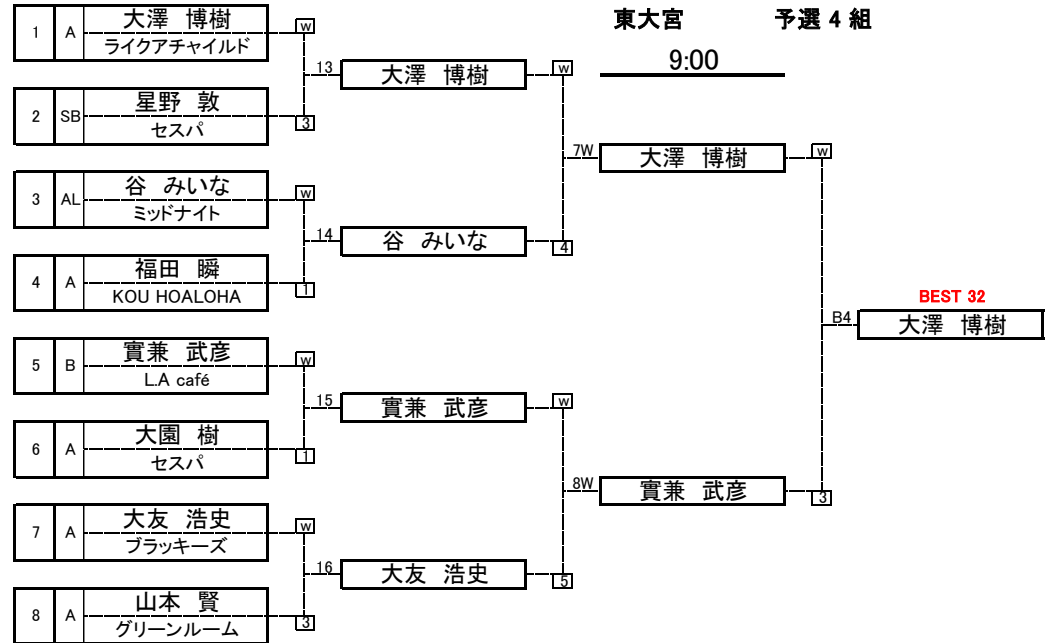 東大宮 予選 4 組
9:00
1 A 大澤 博樹 w
ライクアチャイルド
13 大澤 博樹 w
2 SB 星野 敦
セスパ 3
7W 大澤 博樹 w
3 AL 谷 みいな w
ミッドナイト
14 谷 みいな 4
4 A 福田 瞬
KOU HOALOHA 1
BEST 32
B4 大澤 博樹
5 B 實兼 武彦 w
L.A café
15 實兼 武彦 w
6 A 大園 樹
セスパ 1
8W 實兼 武彦 3
7 A 大友 浩史 w
ブラッキーズ
16 大友 浩史 5
8 A 山本 賢
グリーンルーム 3